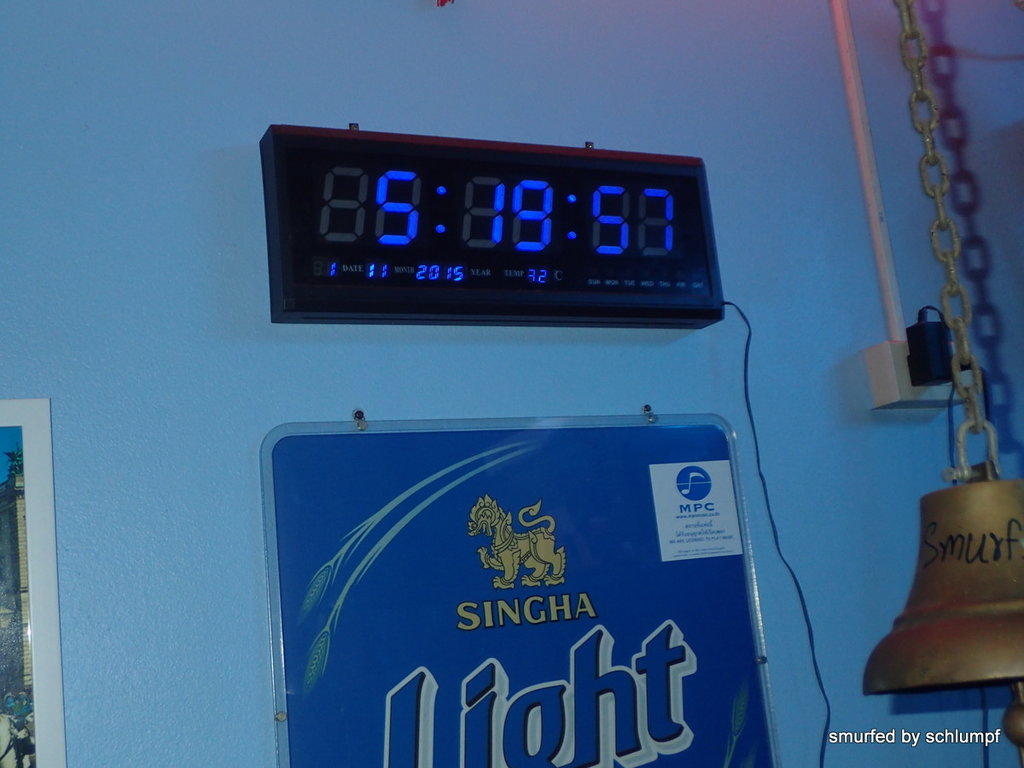 5:19:57
1 DATE 11 MONTH 2015 YEAR TEMP 32 °C
SUN MON TUE WED THU FRI SAT
MPC
SINGHA
Light
Smurf
smurfed by schlumpf